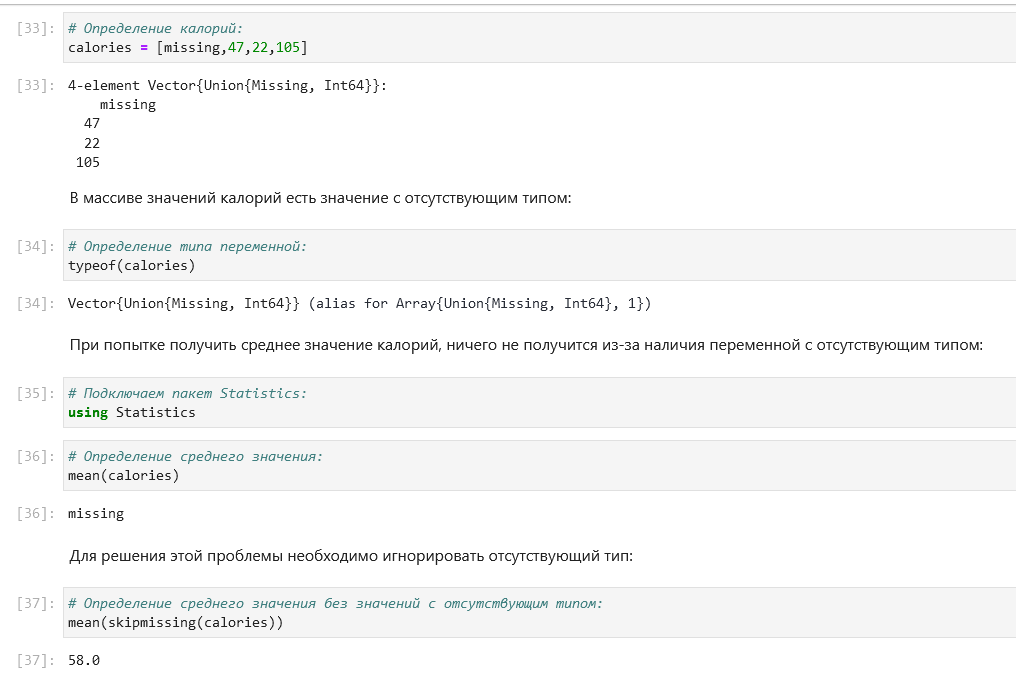 [33]: # Определение калорий:
calories = [missing,47,22,105]
[33]: 4-element Vector{Union{Missing, Int64}}:
missing
47
22
105
В массиве значений калорий есть значение с отсутствующим типом:
[34]: # Определение типа переменной:
typeof(calories)
[34]: Vector{Union{Missing, Int64}} (alias for Array{Union{Missing, Int64}, 1})
При попытке получить среднее значение калорий, ничего не получится из-за наличия переменной с отсутствующим типом:
[35]: # Подключаем пакет Statistics:
using Statistics
[36]: # Определение среднего значения:
mean(calories)
[36]: missing
Для решения этой проблемы необходимо игнорировать отсутствующий тип:
[37]: # Определение среднего значения без значений с отсутствующим типом:
mean(skipmissing(calories))
[37]: 58.0